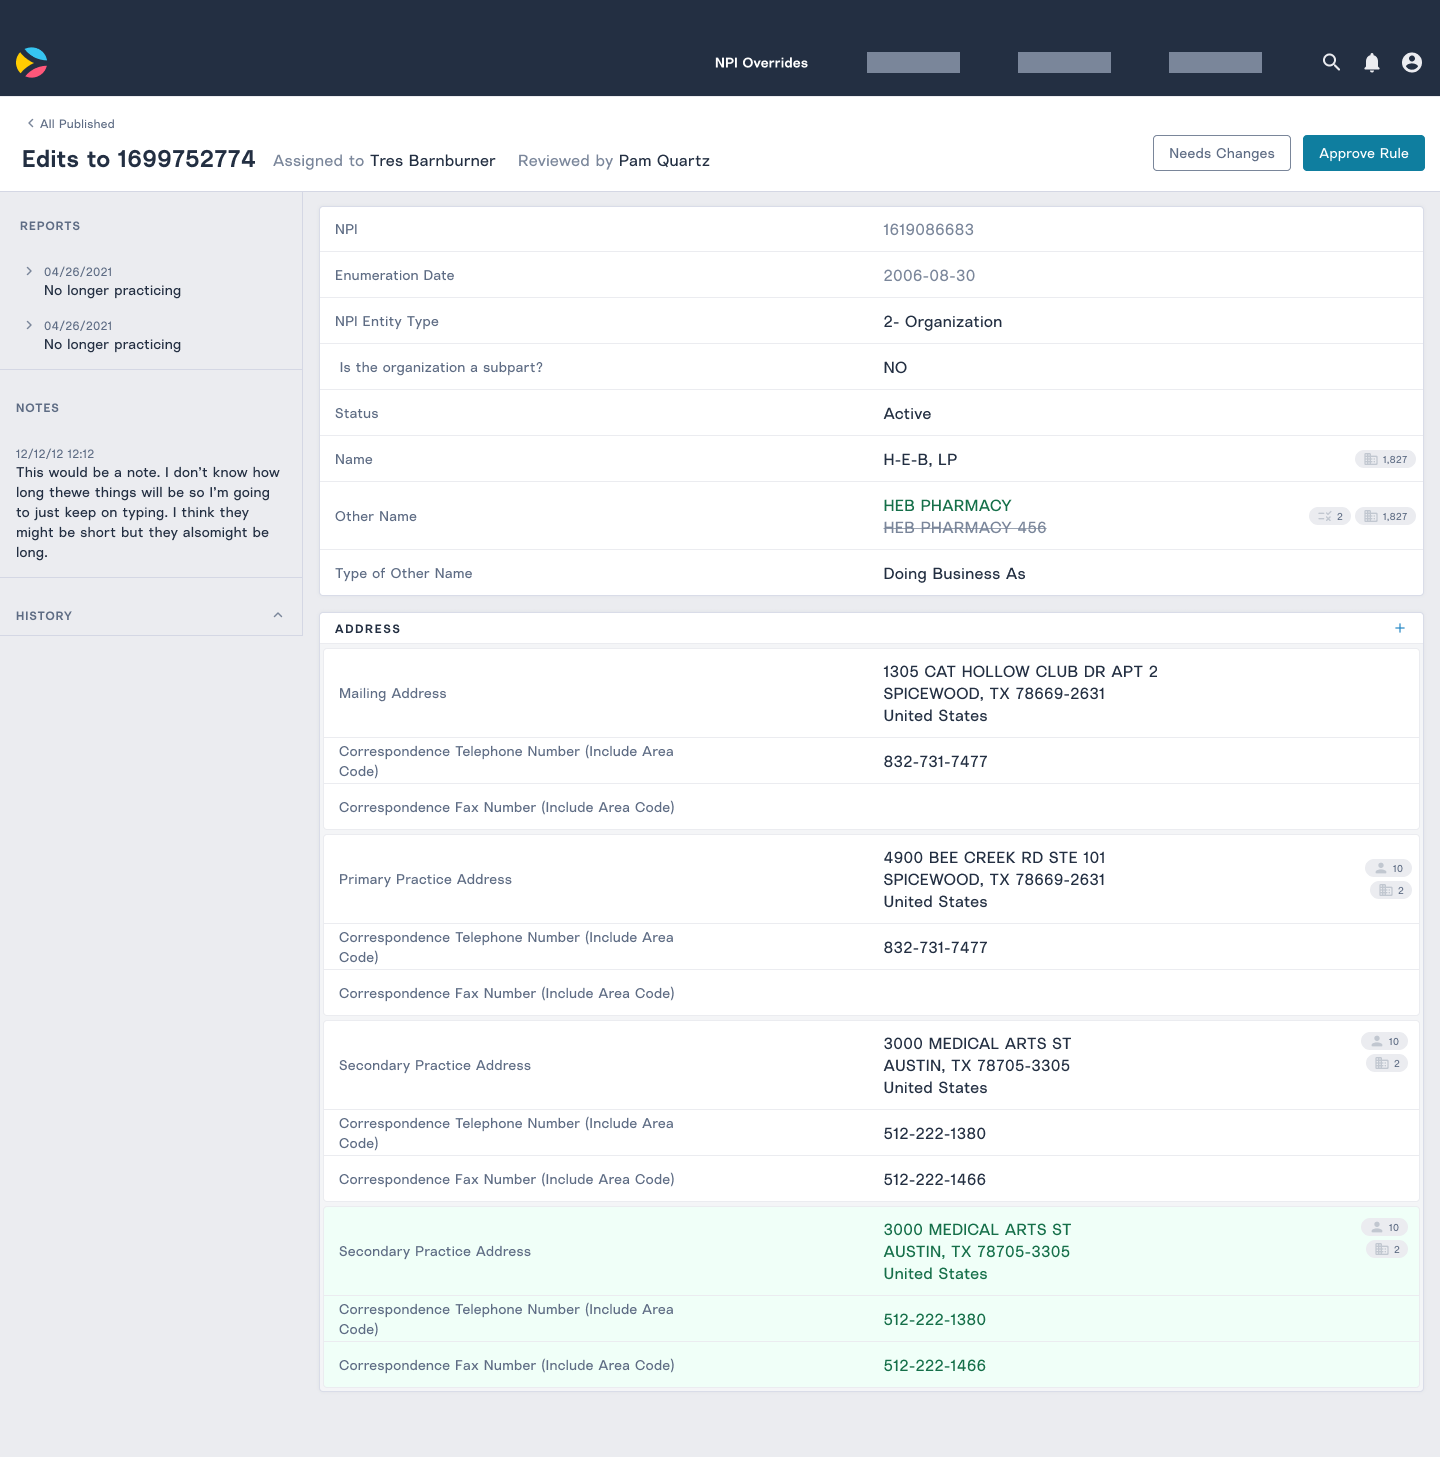 NPI Overrides
All Published
Edits to 1699752774 Assigned to Tres Barnburner Reviewed by Pam Quartz
Needs Changes
Approve Rule
REPORTS
04/26/2021
No longer practicing
04/26/2021
No longer practicing
NOTES
12/12/12 12:12
This would be a note. I don't know how
long thewe things will be so I'm going
to just keep on typing. I think they
might be short but they alsomight be
long.
HISTORY
NPI 1619086683
Enumeration Date 2006-08-30
NPI Entity Type 2- Organization
Is the organization a subpart? NO
Status Active
Name H-E-B, LP 1,827
Other Name HEB PHARMACY
HEB PHARMACY 456
2 1,827
Type of Other Name Doing Business As
ADDRESS
Mailing Address
1305 CAT HOLLOW CLUB DR APT 2
SPICEWOOD, TX 78669-2631
United States
Correspondence Telephone Number (Include Area
Code)
832-731-7477
Correspondence Fax Number (Include Area Code)
Primary Practice Address
4900 BEE CREEK RD STE 101
SPICEWOOD, TX 78669-2631
United States
10
2
Correspondence Telephone Number (Include Area
Code)
832-731-7477
Correspondence Fax Number (Include Area Code)
Secondary Practice Address
3000 MEDICAL ARTS ST
AUSTIN, TX 78705-3305
United States
10
2
Correspondence Telephone Number (Include Area
Code)
512-222-1380
Correspondence Fax Number (Include Area Code) 512-222-1466
Secondary Practice Address
3000 MEDICAL ARTS ST
AUSTIN, TX 78705-3305
United States
10
2
Correspondence Telephone Number (Include Area
Code)
512-222-1380
Correspondence Fax Number (Include Area Code) 512-222-1466